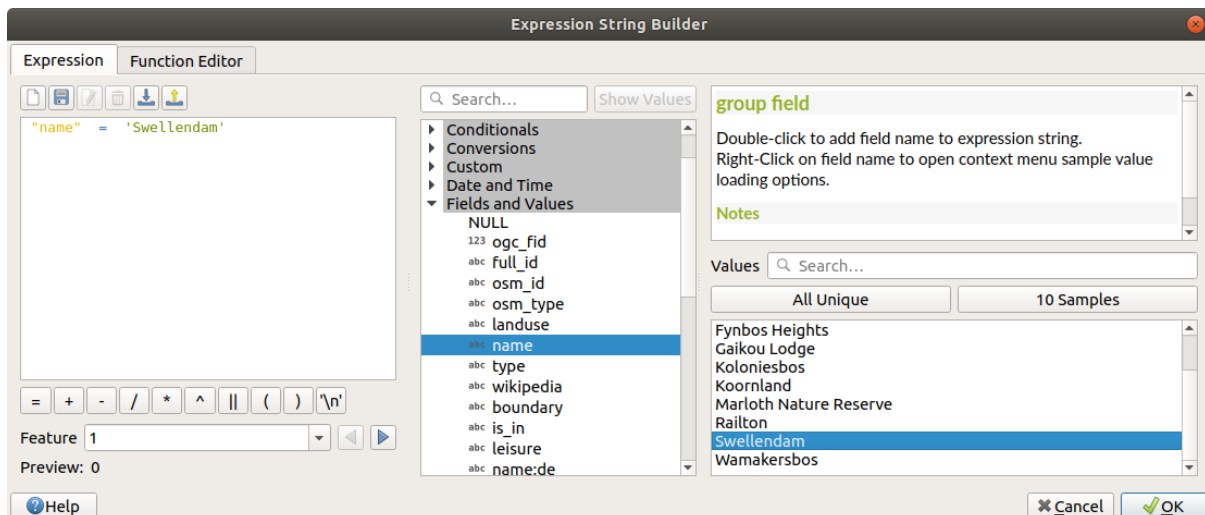 Expression String Builder
Expression
Function Editor
"name" = 'Swellendam'
= + - / * ^ || ( ) '\n'
Feature 1
Preview: 0
Help
Search...
Show Values
Conditionals
Conversions
Custom
Date and Time
Fields and Values
NULL
123 ogc_fid
abc full_id
abc osm_id
abc osm_type
abc landuse
abc name
abc type
abc wikipedia
abc boundary
abc is_in
abc leisure
abc name:de
group field
Double-click to add field name to expression string.
Right-Click on field name to open context menu sample value
loading options.
Notes
Values Search...
All Unique
10 Samples
Fynbos Heights
Gaikou Lodge
Koloniesbos
Koornland
Marloth Nature Reserve
Railton
Swellendam
Wamakersbos
Cancel
OK